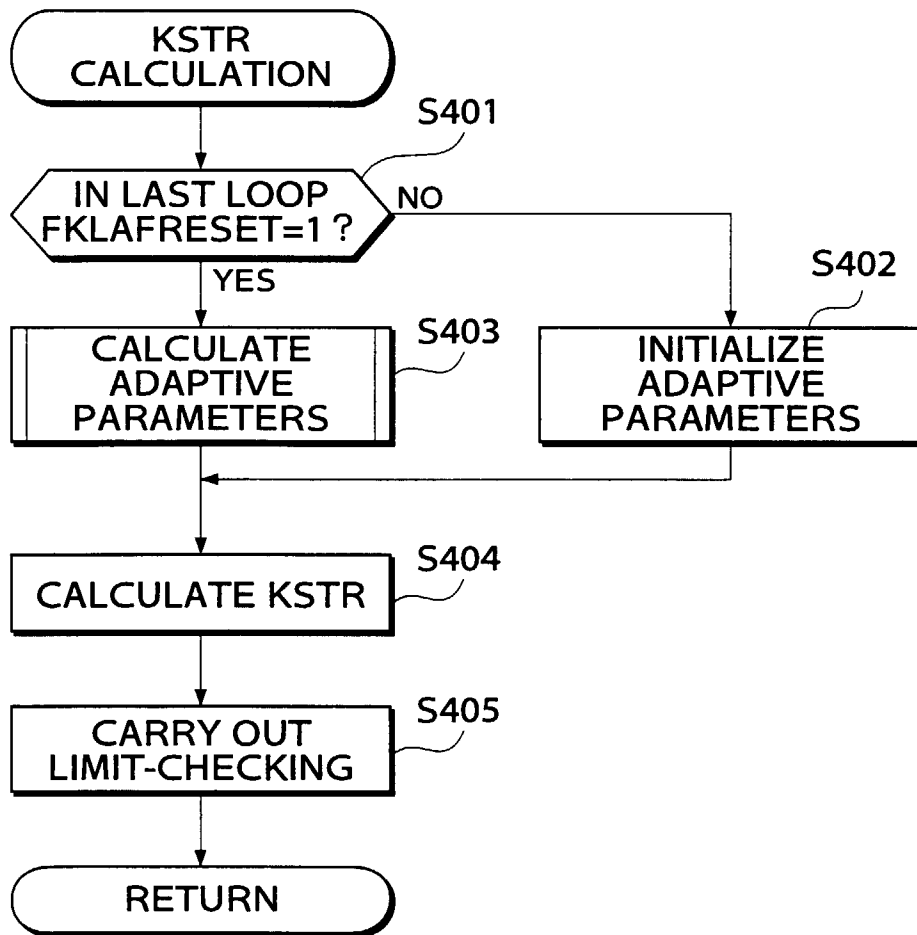 KSTR
CALCULATION
S401
IN LAST LOOP
FKLAFRESET=1?
NO
YES
S402
S403
CALCULATE
ADAPTIVE
PARAMETERS
INITIALIZE
ADAPTIVE
PARAMETERS
S404
CALCULATE KSTR
S405
CARRY OUT
LIMIT-CHECKING
RETURN